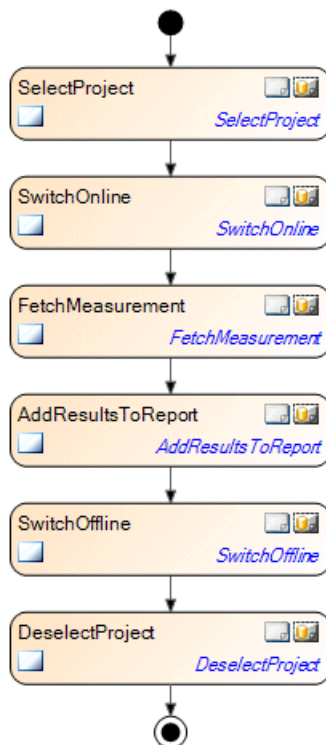 SelectProject
SelectProject
SwitchOnline
SwitchOnline
FetchMeasurement
FetchMeasurement
AddResultsToReport
AddResultsToReport
SwitchOffline
SwitchOffline
DeselectProject
DeselectProject